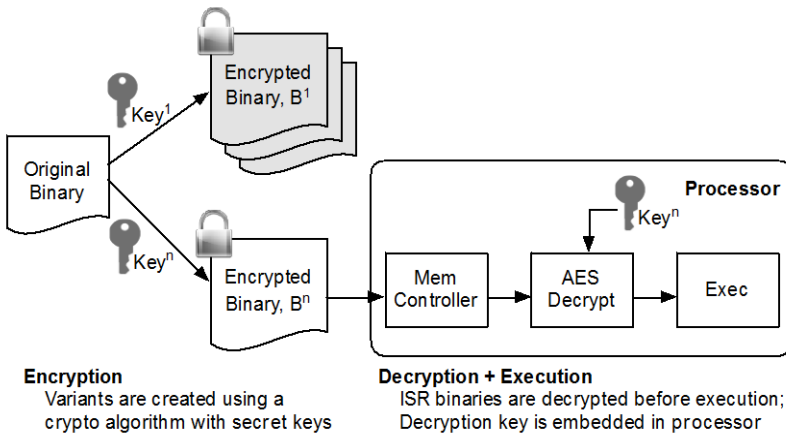 Encrypted
Binary, B¹
Key¹
Original
Binary
Processor
Keyⁿ
Keyⁿ
Encrypted
Binary, Bⁿ
Mem
Controller
AES
Decrypt
Exec
Encryption
Variants are created using a
crypto algorithm with secret keys
Decryption + Execution
ISR binaries are decrypted before execution;
Decryption key is embedded in processor